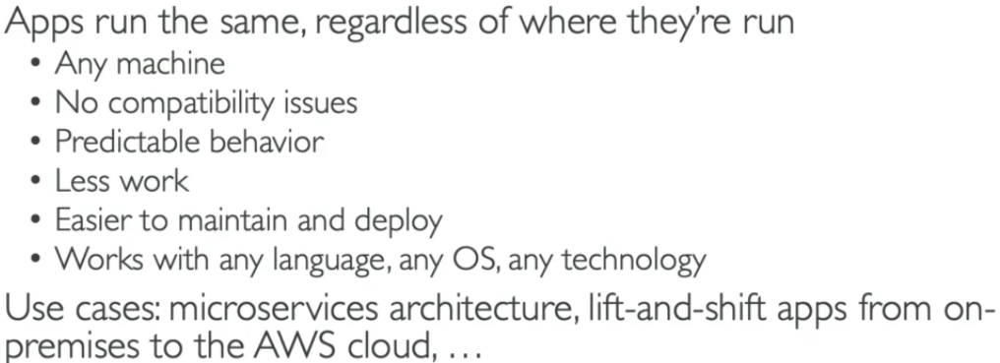 Apps run the same, regardless of where they're run
• Any machine
• No compatibility issues
• Predictable behavior
• Less work
• Easier to maintain and deploy
• Works with any language, any OS, any technology
Use cases: microservices architecture, lift-and-shift apps from on-
premises to the AWS cloud, …